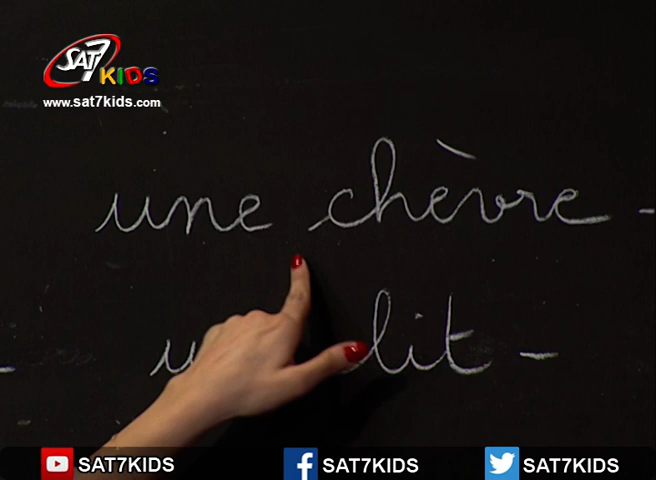 SAT7
KIDS
www.sat7kids.com
une chèvre -
- lit -
SAT7KIDS SAT7KIDS SAT7KIDS